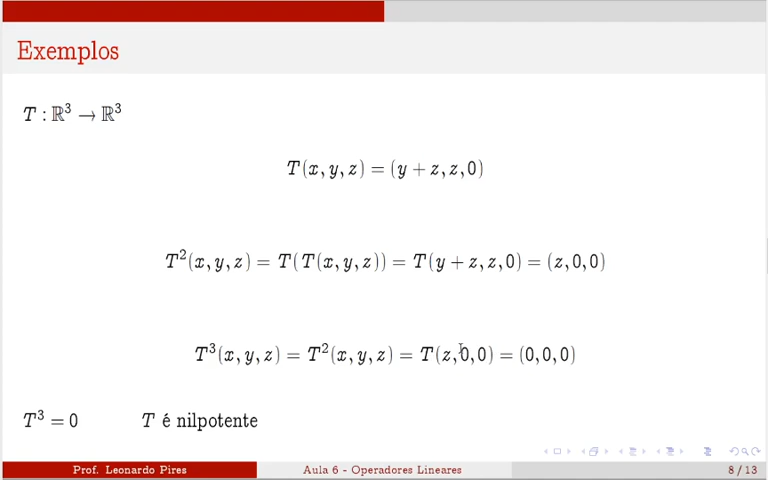 Exemplos
T : ℝ³ → ℝ³
T(x, y, z) = (y + z, z, 0)
T²(x, y, z) = T(T(x, y, z)) = T(y + z, z, 0) = (z, 0, 0)
T³(x, y, z) = T²(x, y, z) = T(z, 0, 0) = (0, 0, 0)
T³ = 0 T é nilpotente
Prof. Leonardo Pires Aula 6 - Operadores Lineares 8 / 13